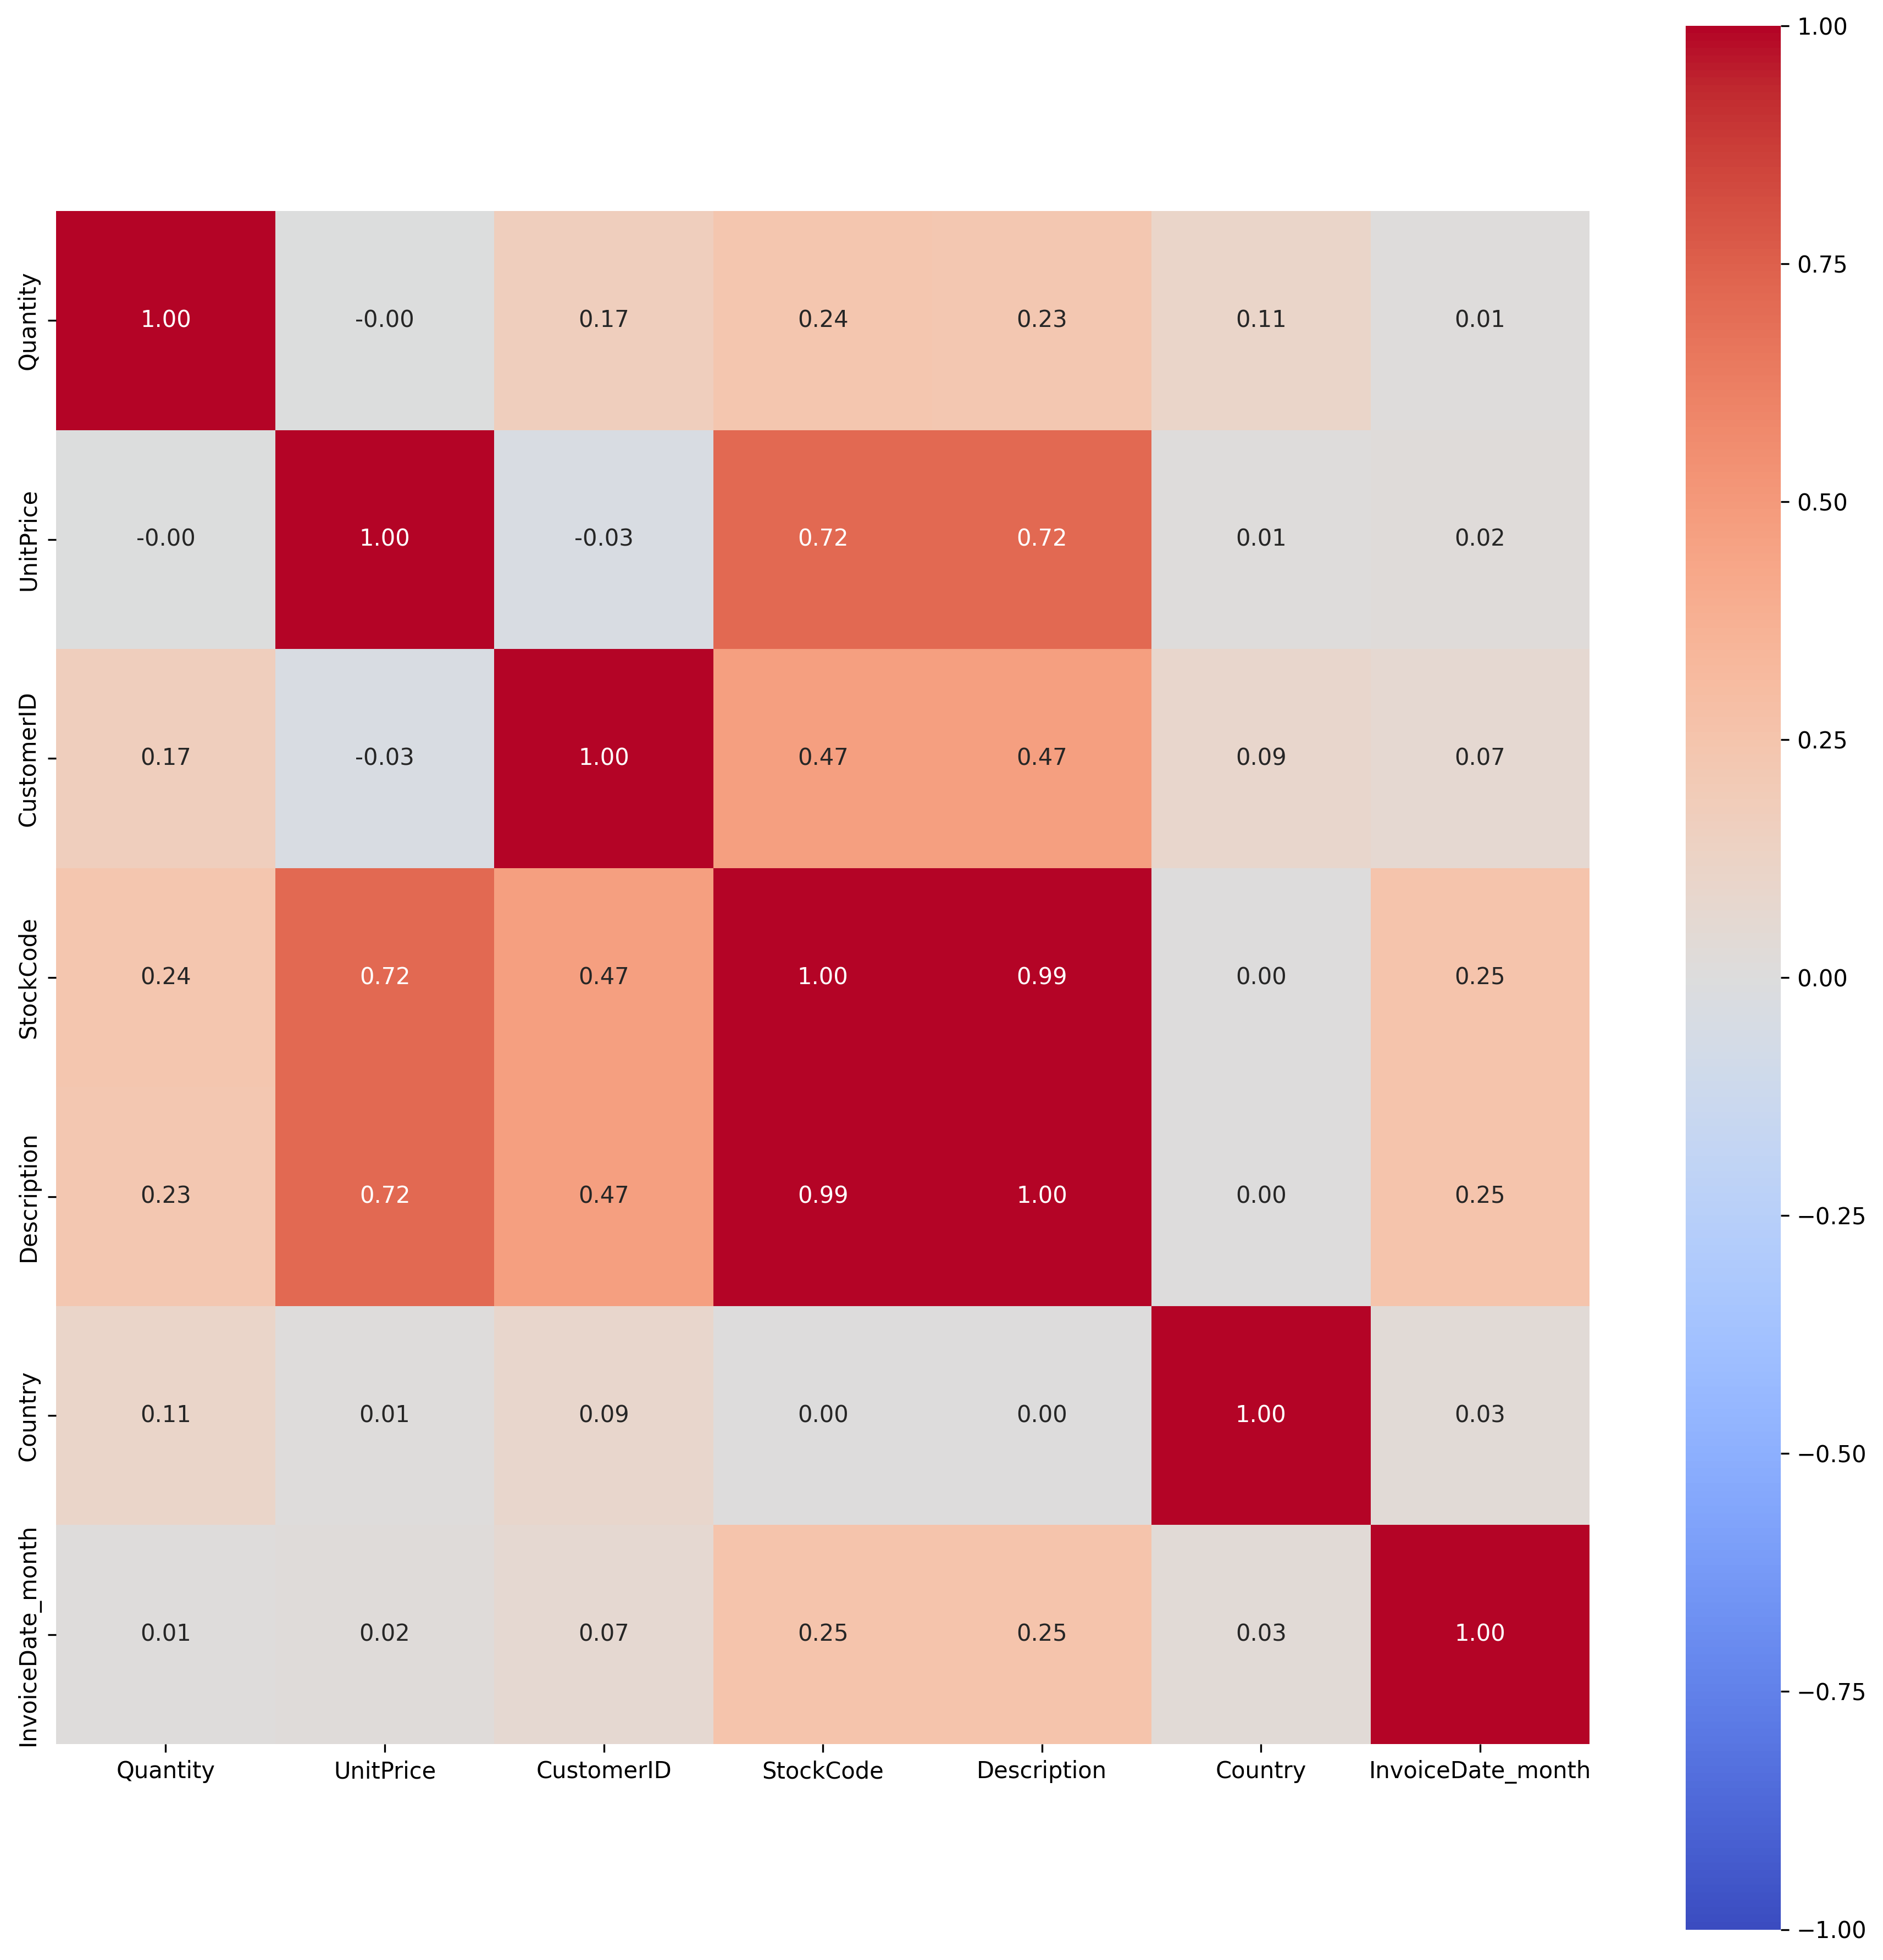 1.00
0.75
0.50
0.25
0.00
−0.25
−0.50
−0.75
−1.00
Quantity 1.00 -0.00 0.17 0.24 0.23 0.11 0.01
UnitPrice -0.00 1.00 -0.03 0.72 0.72 0.01 0.02
CustomerID 0.17 -0.03 1.00 0.47 0.47 0.09 0.07
StockCode 0.24 0.72 0.47 1.00 0.99 0.00 0.25
Description 0.23 0.72 0.47 0.99 1.00 0.00 0.25
Country 0.11 0.01 0.09 0.00 0.00 1.00 0.03
InvoiceDate_month 0.01 0.02 0.07 0.25 0.25 0.03 1.00
Quantity UnitPrice CustomerID StockCode Description Country InvoiceDate_month